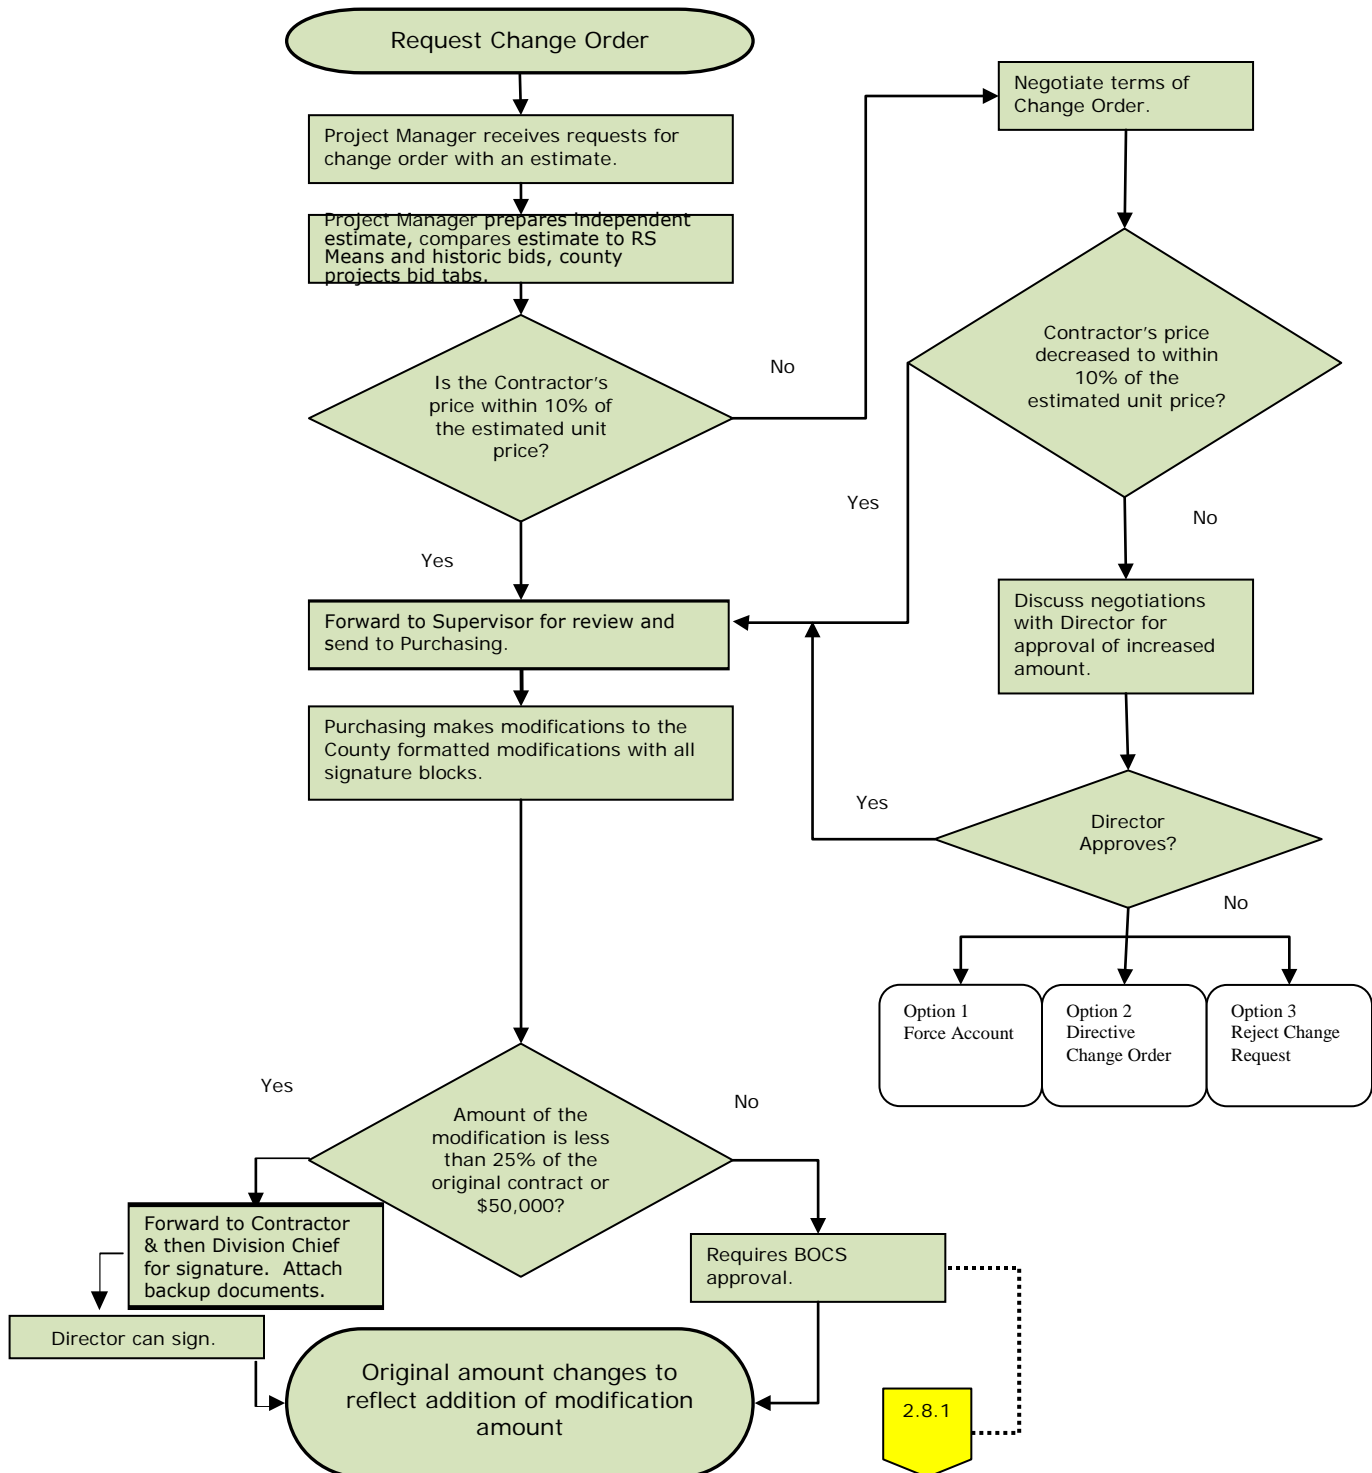 Request Change Order
Project Manager receives requests for
change order with an estimate.
Project Manager prepares independent
estimate, compares estimate to RS
Means and historic bids, county
projects bid tabs.
Is the Contractor's
price within 10% of
the estimated unit
price?
No
Yes
Negotiate terms of
Change Order.
Contractor's price
decreased to within
10% of the
estimated unit price?
Yes
No
Forward to Supervisor for review and
send to Purchasing.
Discuss negotiations
with Director for
approval of increased
amount.
Purchasing makes modifications to the
County formatted modifications with all
signature blocks.
Yes
Director
Approves?
No
Option 1
Force Account
Option 2
Directive
Change Order
Option 3
Reject Change
Request
Yes
Amount of the
modification is less
than 25% of the
original contract or
$50,000?
No
Forward to Contractor
& then Division Chief
for signature.  Attach
backup documents.
Requires BOCS
approval.
Director can sign.
Original amount changes to
reflect addition of modification
amount
2.8.1